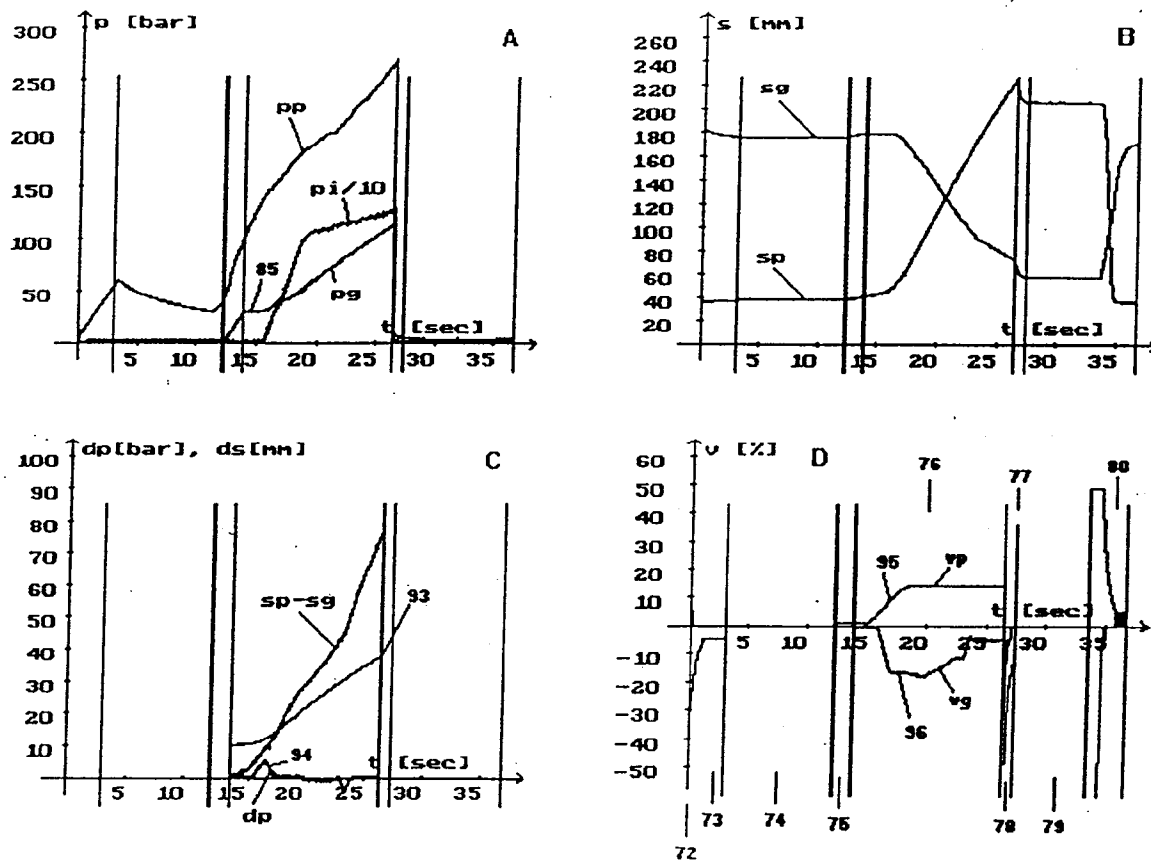 p [bar]
A
300
250
200
150
100
50
pp
pi/10
85
pg
t [sec]
5 10 15 20 25 30 35
s [mm]
B
260
240
220
200
180
160
140
120
100
80
60
40
20
sg
sp
t [sec]
5 10 15 20 25 30 35
dp[bar], ds[mm]
C
100
90
80
70
60
50
40
30
20
10
sp-sg
93
94
t [sec]
5 10 15 20 25 30 35
dp
v [%]
D
60
50
40
30
20
10
-10
-20
-30
-40
-50
76
77
80
95
vp
t [sec]
5 10 15 20 25 30 35
96
vg
73 74 75 78 79
72